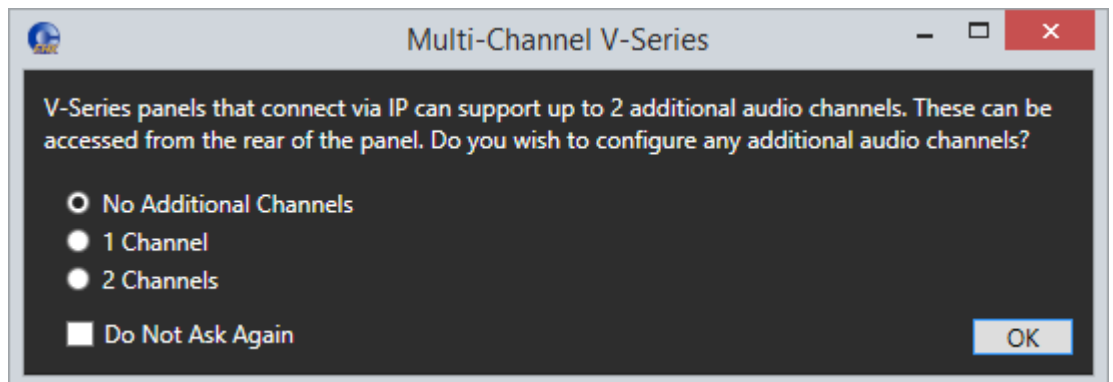 Multi-Channel V-Series
V-Series panels that connect via IP can support up to 2 additional audio channels. These can be
accessed from the rear of the panel. Do you wish to configure any additional audio channels?
No Additional Channels
1 Channel
2 Channels
Do Not Ask Again
OK